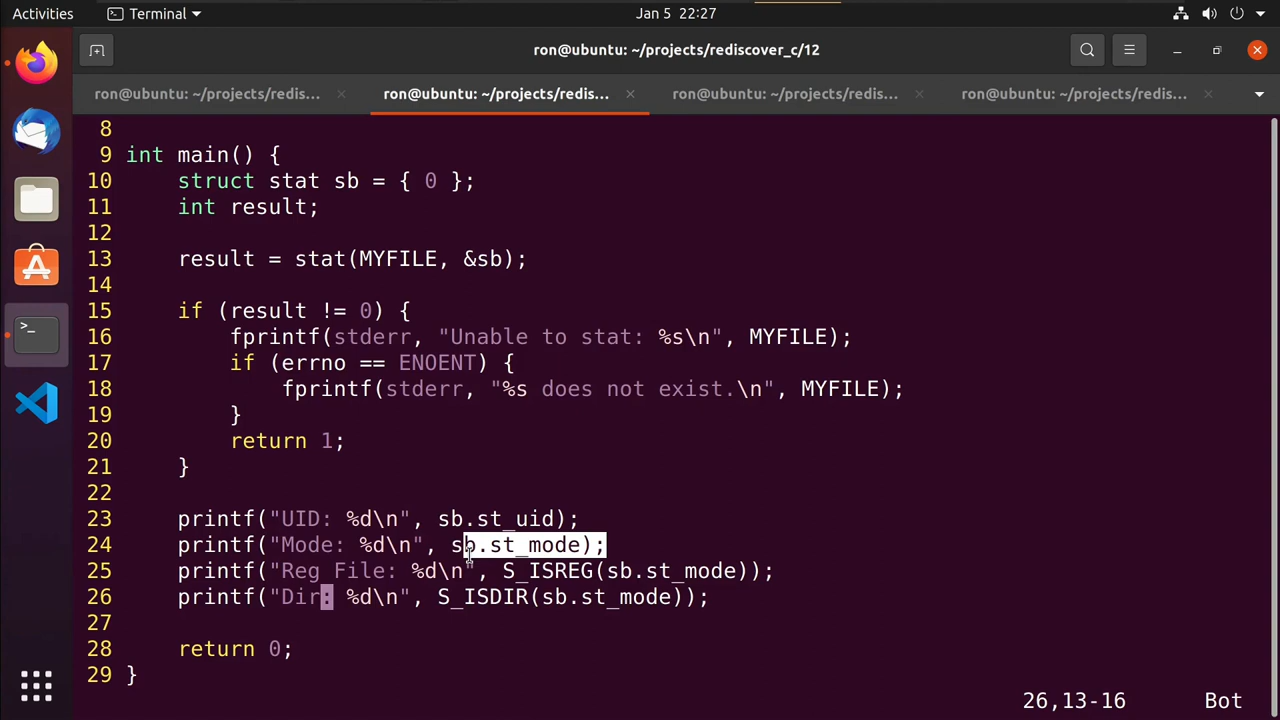 Activities
Terminal
Jan 5 22:27
ron@ubuntu: ~/projects/rediscover_c/12
ron@ubuntu: ~/projects/redis...
ron@ubuntu: ~/projects/redis...
ron@ubuntu: ~/projects/redis...
ron@ubuntu: ~/projects/redis...
8
9 int main() {
10     struct stat sb = { 0 };
11     int result;
12
13     result = stat(MYFILE, &sb);
14
15     if (result != 0) {
16         fprintf(stderr, "Unable to stat: %s\n", MYFILE);
17         if (errno == ENOENT) {
18             fprintf(stderr, "%s does not exist.\n", MYFILE);
19         }
20         return 1;
21     }
22
23     printf("UID: %d\n", sb.st_uid);
24     printf("Mode: %d\n", sb.st_mode);
25     printf("Reg File: %d\n", S_ISREG(sb.st_mode));
26     printf("Dir: %d\n", S_ISDIR(sb.st_mode));
27
28     return 0;
29 }
26,13-16 Bot